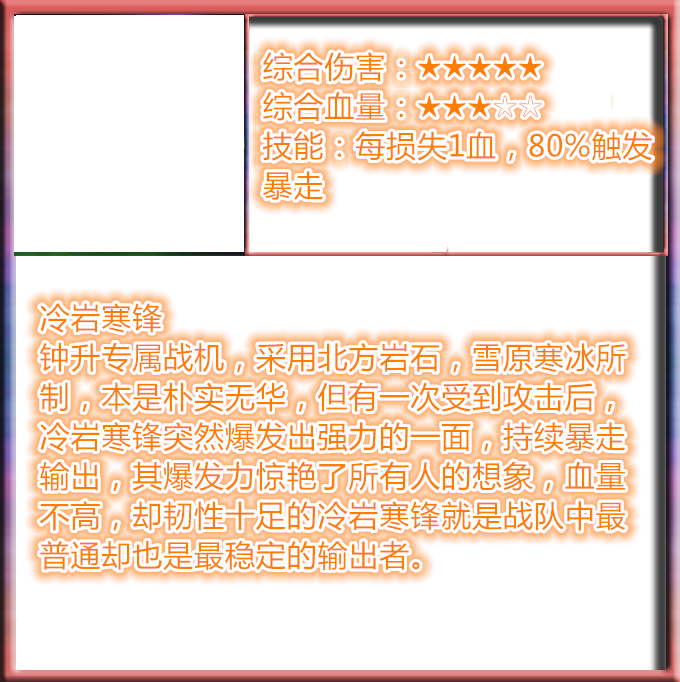 综合伤害：★★★★★
综合血量：★★★☆☆
技能：每损失1血，80%触发
暴走
冷岩寒锋
钟升专属战机，采用北方岩石，雪原寒冰所
制，本是朴实无华，但有一次受到攻击后，
冷岩寒锋突然爆发出强力的一面，持续暴走
输出，其爆发力惊艳了所有人的想象，血量
不高，却韧性十足的冷岩寒锋就是战队中最
普通却也是最稳定的输出者。